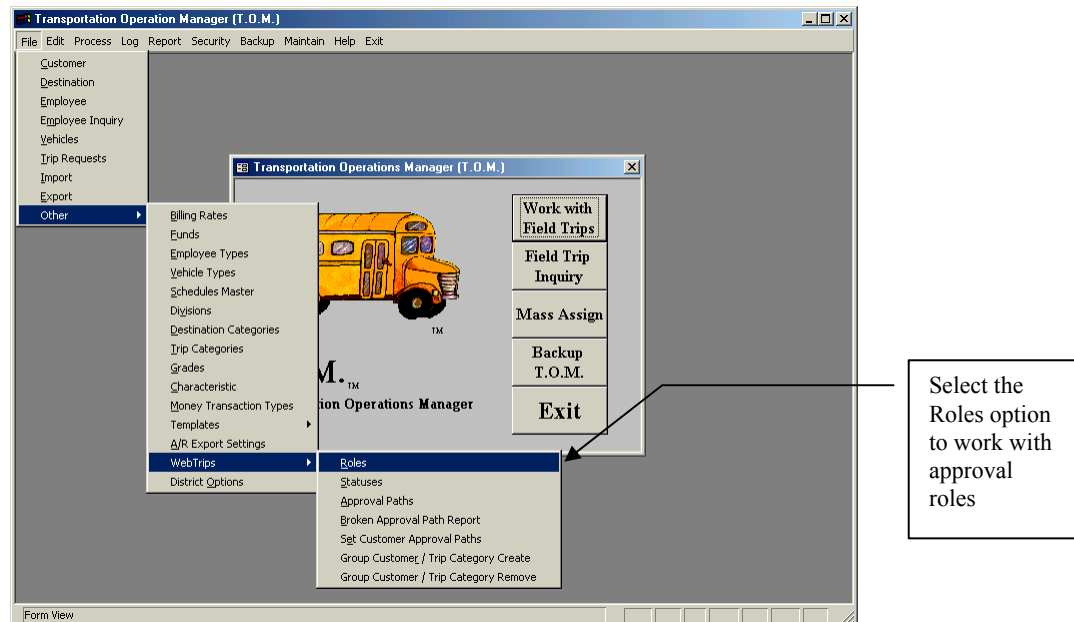 Transportation Operation Manager (T.O.M.)
File Edit Process Log Report Security Backup Maintain Help Exit
Customer
Destination
Employee
Employee Inquiry
Vehicles
Trip Requests
Import
Export
Other
Billing Rates
Funds
Employee Types
Vehicle Types
Schedules Master
Divisions
Destination Categories
Trip Categories
Grades
Characteristic
Money Transaction Types
Templates
A/R Export Settings
WebTrips
District Options
Roles
Statuses
Approval Paths
Broken Approval Path Report
Set Customer Approval Paths
Group Customer / Trip Category Create
Group Customer / Trip Category Remove
Transportation Operations Manager (T.O.M.)
TM
M.TM
ion Operations Manager
Work with
Field Trips
Field Trip
Inquiry
Mass Assign
Backup
T.O.M.
Exit
Form View
Select the
Roles option
to work with
approval
roles